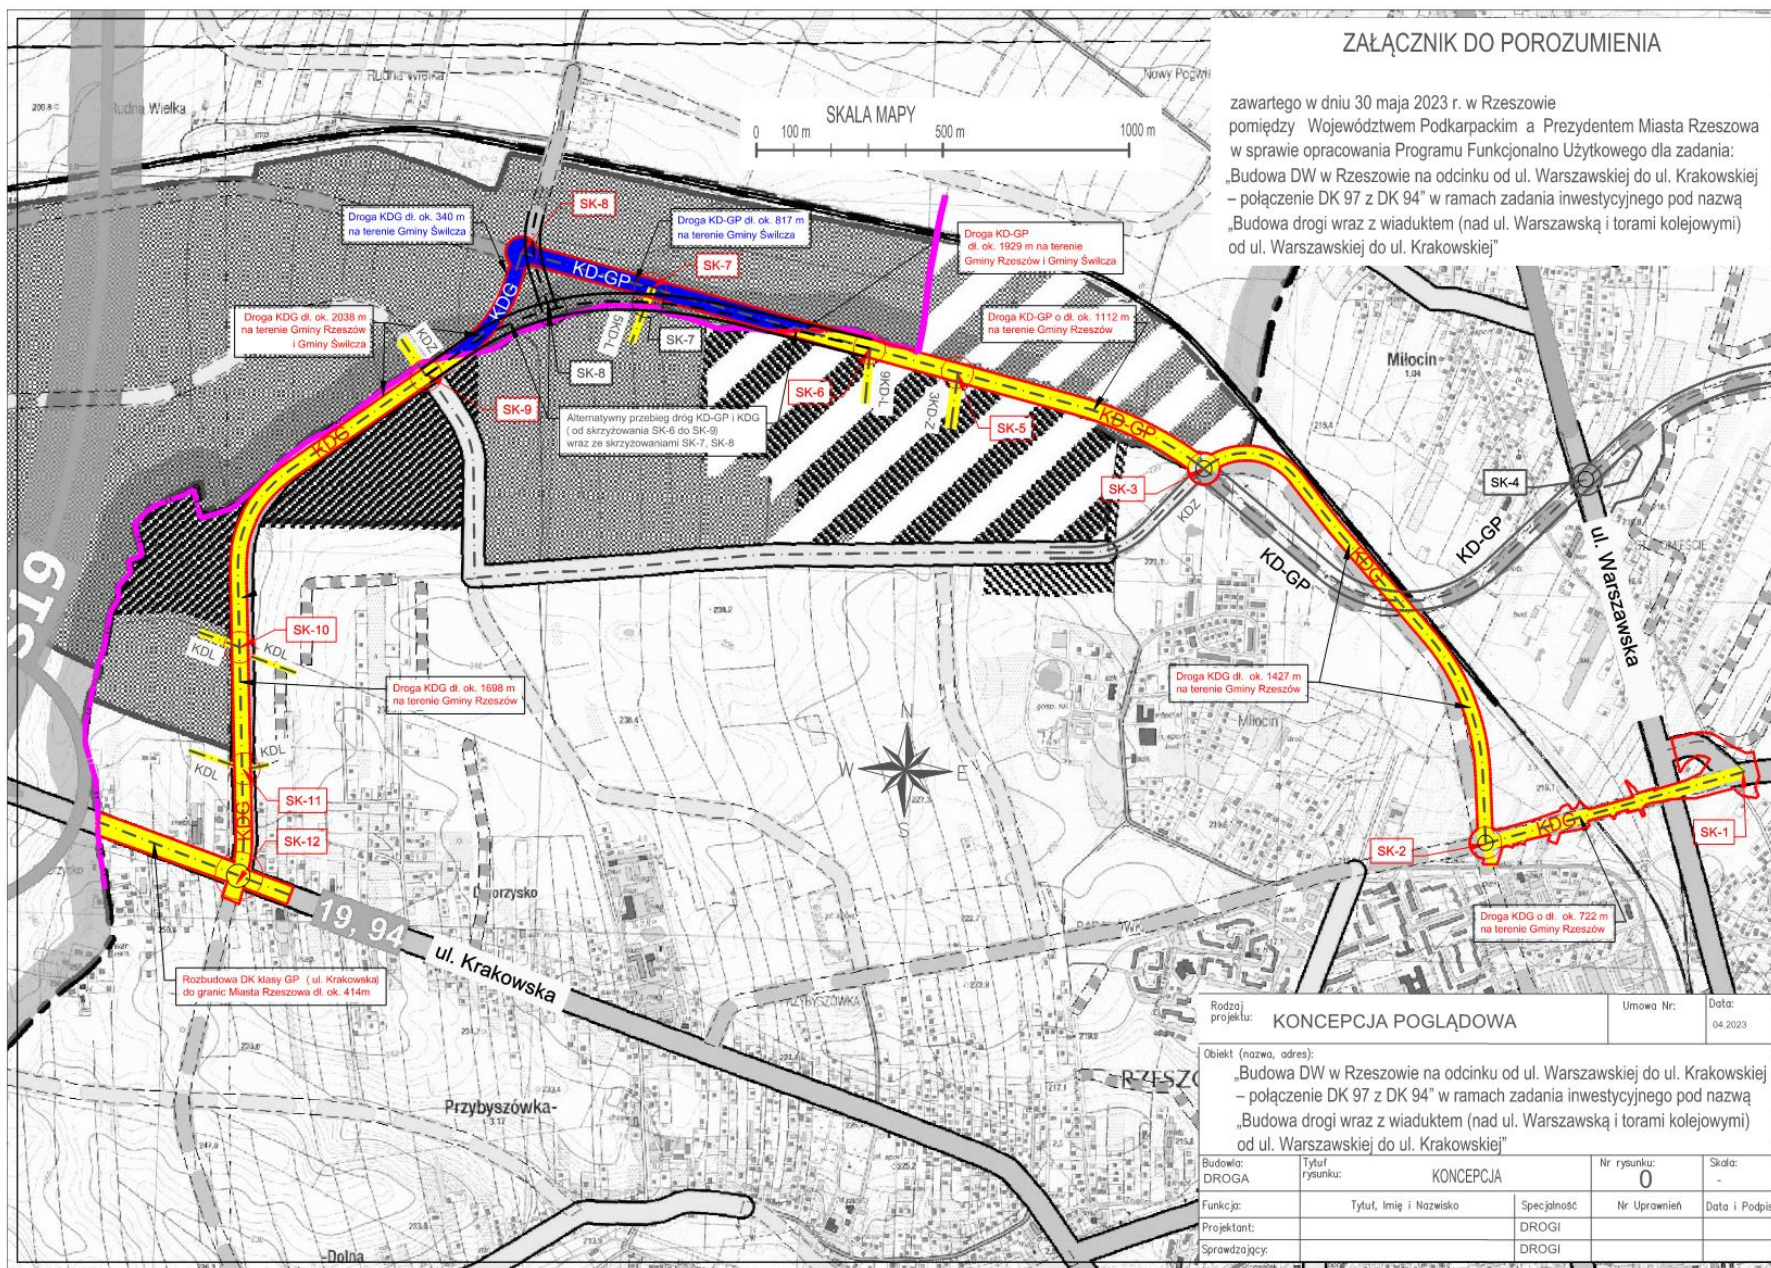 ZAŁĄCZNIK DO POROZUMIENIA
zawartego w dniu 30 maja 2023 r. w Rzeszowie
pomiędzy Województwem Podkarpackim a Prezydentem Miasta Rzeszowa
w sprawie opracowania Programu Funkcjonalno Użytkowego dla zadania:
„Budowa DW w Rzeszowie na odcinku od ul. Warszawskiej do ul. Krakowskiej
– połączenie DK 97 z DK 94” w ramach zadania inwestycyjnego pod nazwą
„Budowa drogi wraz z wiaduktem (nad ul. Warszawską i torami kolejowymi)
od ul. Warszawskiej do ul. Krakowskiej”
SKALA MAPY
0 100 m 500 m 1000 m
Rudna Wielka
Rudna Wielka
SK-8
Droga KDG dł. ok. 340 m
na terenie Gminy Świlcza
Droga KD-GP dł. ok. 817 m
na terenie Gminy Świlcza
Droga KD-GP
dł. ok. 1929 m na terenie
Gminy Rzeszów i Gminy Świlcza
SK-7
KD-GP
KDG
Droga KDG dł. ok. 2038 m
na terenie Gminy Rzeszów
i Gminy Świlcza
Droga KD-GP o dł. ok. 1112 m
na terenie Gminy Rzeszów
KDZ
5KD-L
SK-7
SK-8
SK-6
9KD-L
3KD-Z
SK-5
SK-9
Alternatywny przebieg dróg KD-GP i KDG
( od skrzyżowania SK-6 do SK-9)
wraz ze skrzyżowaniami SK-7, SK-8
KDG
KD-GP
Miłocin
SK-3
SK-4
KDZ
KD-GP
KD-GP
KDG
ul. Warszawska
S19
SK-10
KDL
KDL
Droga KDG dł. ok. 1698 m
na terenie Gminy Rzeszów
Droga KDG dł. ok. 1427 m
na terenie Gminy Rzeszów
Miłocin
N
W E
S
KDL
KDL
SK-11
KDG
SK-12
SK-1
KDG
SK-2
19, 94
ul. Krakowska
Droga KDG o dł. ok. 722 m
na terenie Gminy Rzeszów
Rozbudowa DK klasy GP ( ul. Krakowska)
do granic Miasta Rzeszowa dł. ok. 414m
Przybyszówka-
-Dolna
Rodzaj
projektu: KONCEPCJA POGLĄDOWA
Umowa Nr:
Data:
04.2023
Obiekt (nazwa, adres):
„Budowa DW w Rzeszowie na odcinku od ul. Warszawskiej do ul. Krakowskiej
– połączenie DK 97 z DK 94” w ramach zadania inwestycyjnego pod nazwą
„Budowa drogi wraz z wiaduktem (nad ul. Warszawską i torami kolejowymi)
od ul. Warszawskiej do ul. Krakowskiej”
Budowla:
DROGA
Tytuł
rysunku: KONCEPCJA
Nr rysunku:
0
Skala:
-
Funkcja: Tytuł, Imię i Nazwisko Specjalność Nr Uprawnień Data i Podpis
Projektant: DROGI
Sprawdzający: DROGI